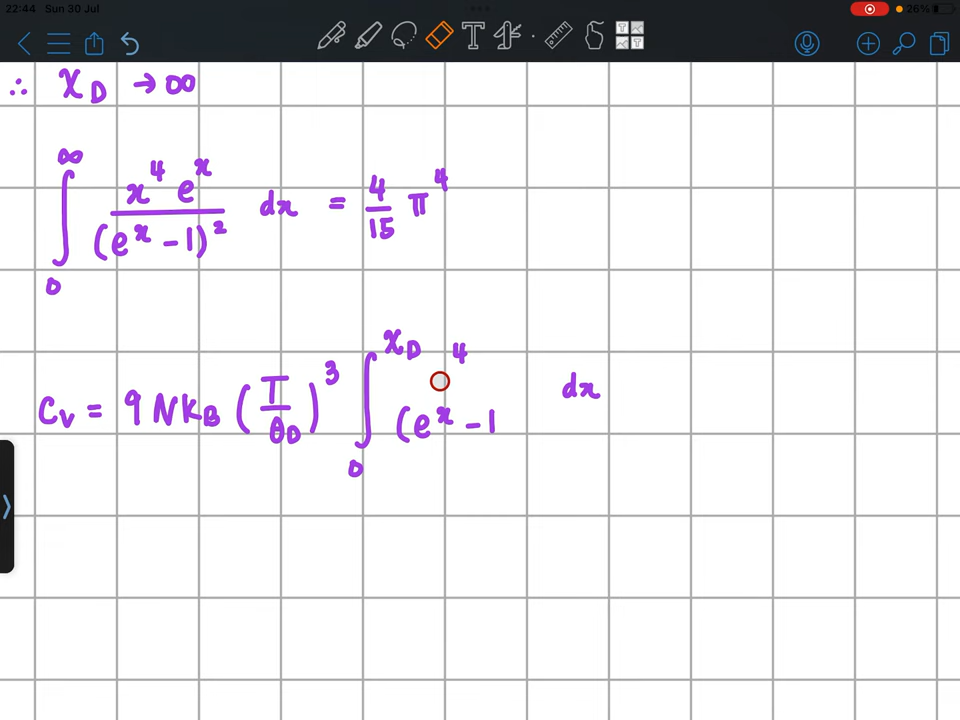 22:44 Sun 30 Jul 26%
∴ x_D → ∞
∫_0^∞ x^4 e^x / (e^x - 1)^2 dx = 4/15 π^4
C_V = 9 N k_B (T/θ_D)^3 ∫_0^{x_D} ^4 (e^x - 1 dx